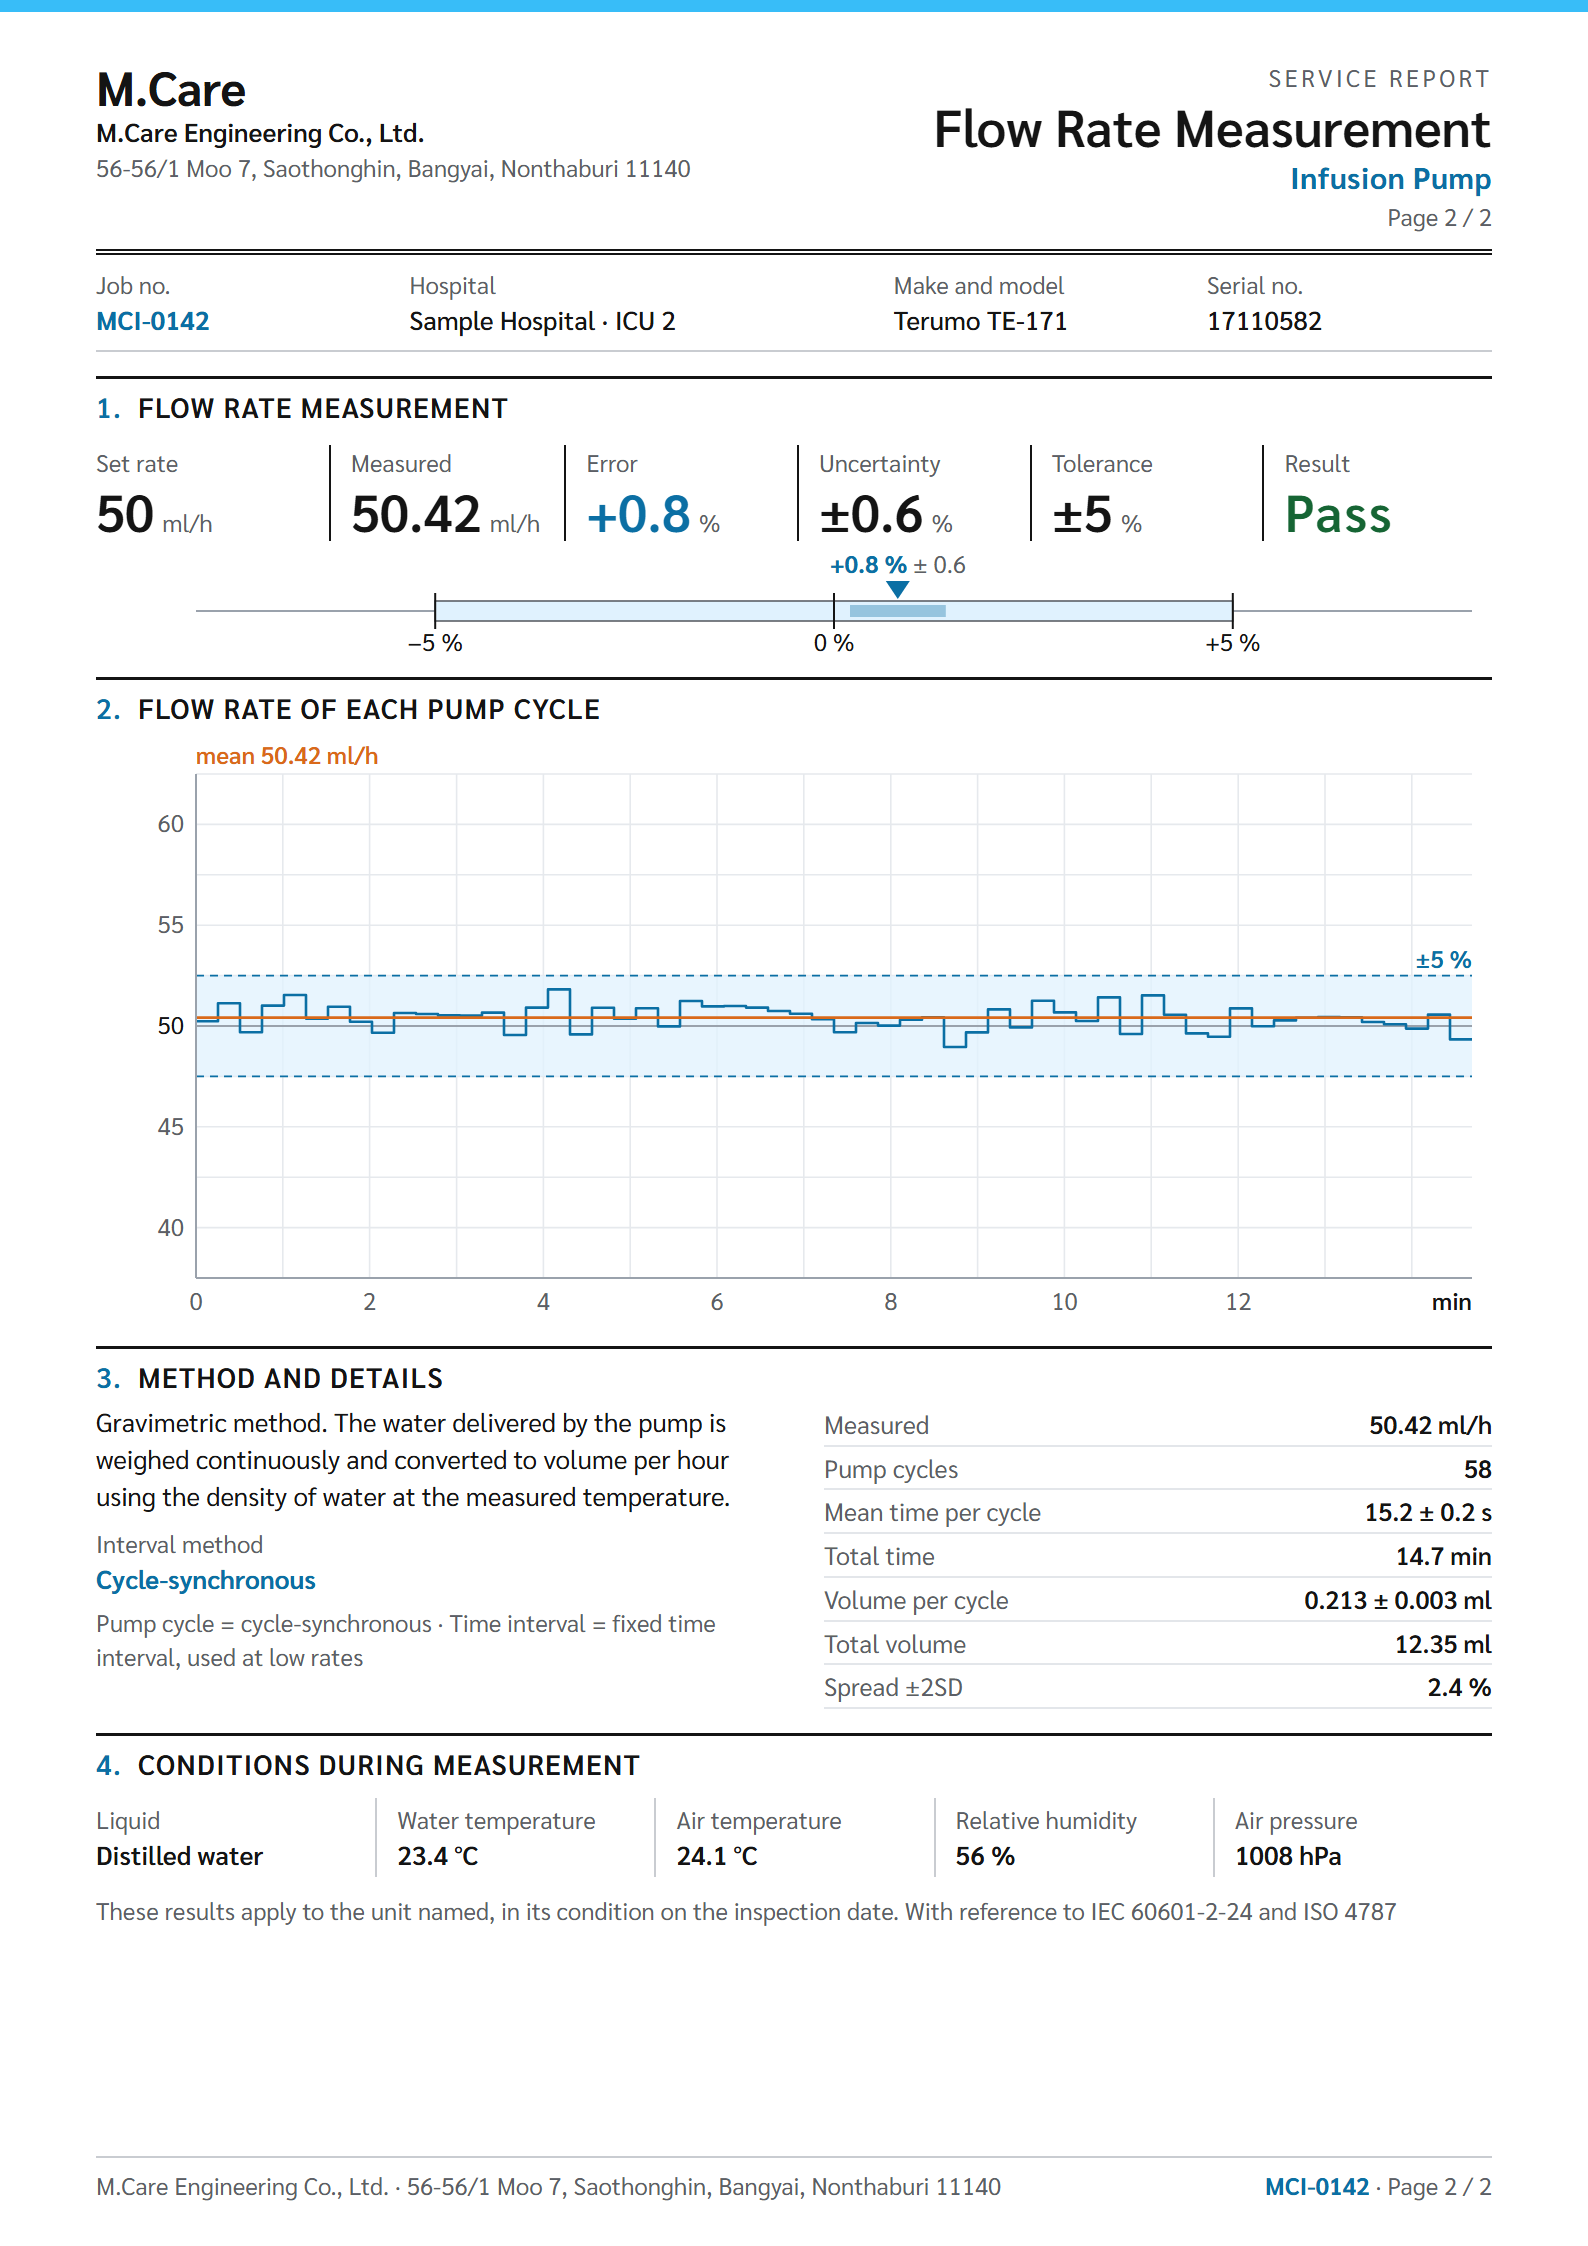 M.Care
M.Care Engineering Co., Ltd.
56-56/1 Moo 7, Saothonghin, Bangyai, Nonthaburi 11140
SERVICE REPORT
Flow Rate Measurement
Infusion Pump
Page 2 / 2
Job no.
MCI-0142
Hospital
Sample Hospital · ICU 2
Make and model
Terumo TE-171
Serial no.
17110582
1. FLOW RATE MEASUREMENT
Set rate
50 ml/h
Measured
50.42 ml/h
Error
+0.8 %
Uncertainty
±0.6 %
Tolerance
±5 %
Result
Pass
+0.8 % ± 0.6
−5 %
0 %
+5 %
2. FLOW RATE OF EACH PUMP CYCLE
mean 50.42 ml/h
60
55
±5 %
50
45
40
0 2 4 6 8 10 12 min
3. METHOD AND DETAILS
Gravimetric method. The water delivered by the pump is
weighed continuously and converted to volume per hour
using the density of water at the measured temperature.
Interval method
Cycle-synchronous
Pump cycle = cycle-synchronous · Time interval = fixed time
interval, used at low rates
Measured 50.42 ml/h
Pump cycles 58
Mean time per cycle 15.2 ± 0.2 s
Total time 14.7 min
Volume per cycle 0.213 ± 0.003 ml
Total volume 12.35 ml
Spread ±2SD 2.4 %
4. CONDITIONS DURING MEASUREMENT
Liquid
Distilled water
Water temperature
23.4 °C
Air temperature
24.1 °C
Relative humidity
56 %
Air pressure
1008 hPa
These results apply to the unit named, in its condition on the inspection date. With reference to IEC 60601-2-24 and ISO 4787
M.Care Engineering Co., Ltd. · 56-56/1 Moo 7, Saothonghin, Bangyai, Nonthaburi 11140
MCI-0142 · Page 2 / 2